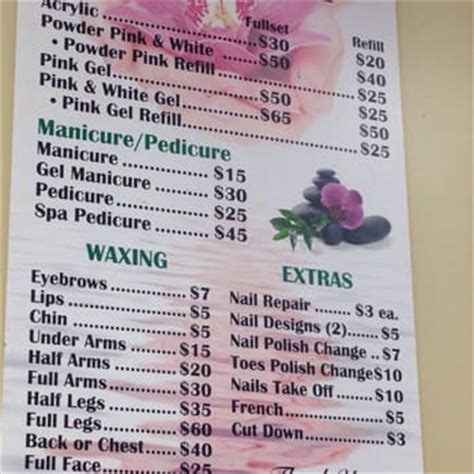 Fullset Refill
Acrylic ........ $30 $20
Powder Pink & White .... $50 $40
• Powder Pink Refill ........ $25
Pink Gel ........ $50 $25
Pink & White Gel ........ $65 $50
• Pink Gel Refill ........ $25
Manicure/Pedicure
Manicure ........ $15
Gel Manicure ........ $30
Pedicure ........ $25
Spa Pedicure ........ $45
WAXING
Eyebrows ........ $7
Lips ........ $5
Chin ........ $5
Under Arms ........ $15
Half Arms ........ $20
Full Arms ........ $30
Half Legs ........ $35
Full Legs ........ $60
Back or Chest .... $40
Full Face ........ $25
EXTRAS
Nail Repair ........ $3 ea.
Nail Designs (2) ........ $5
Nail Polish Change .. $7
Toes Polish Change $10
Nails Take Off ........ $10
French ........ $5
Cut Down ........ $3